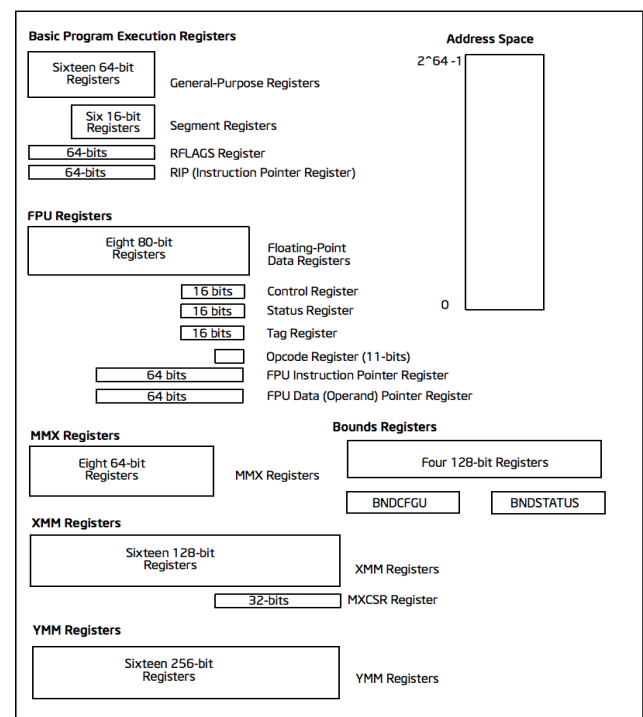 Basic Program Execution Registers
Address Space
2^64 -1
Sixteen 64-bit
Registers
General-Purpose Registers
Six 16-bit
Registers
Segment Registers
64-bits
RFLAGS Register
64-bits
RIP (Instruction Pointer Register)
FPU Registers
Eight 80-bit
Registers
Floating-Point
Data Registers
0
16 bits
Control Register
16 bits
Status Register
16 bits
Tag Register
Opcode Register (11-bits)
64 bits
FPU Instruction Pointer Register
64 bits
FPU Data (Operand) Pointer Register
MMX Registers
Bounds Registers
Eight 64-bit
Registers
MMX Registers
Four 128-bit Registers
BNDCFGU
BNDSTATUS
XMM Registers
Sixteen 128-bit
Registers
XMM Registers
32-bits
MXCSR Register
YMM Registers
Sixteen 256-bit
Registers
YMM Registers